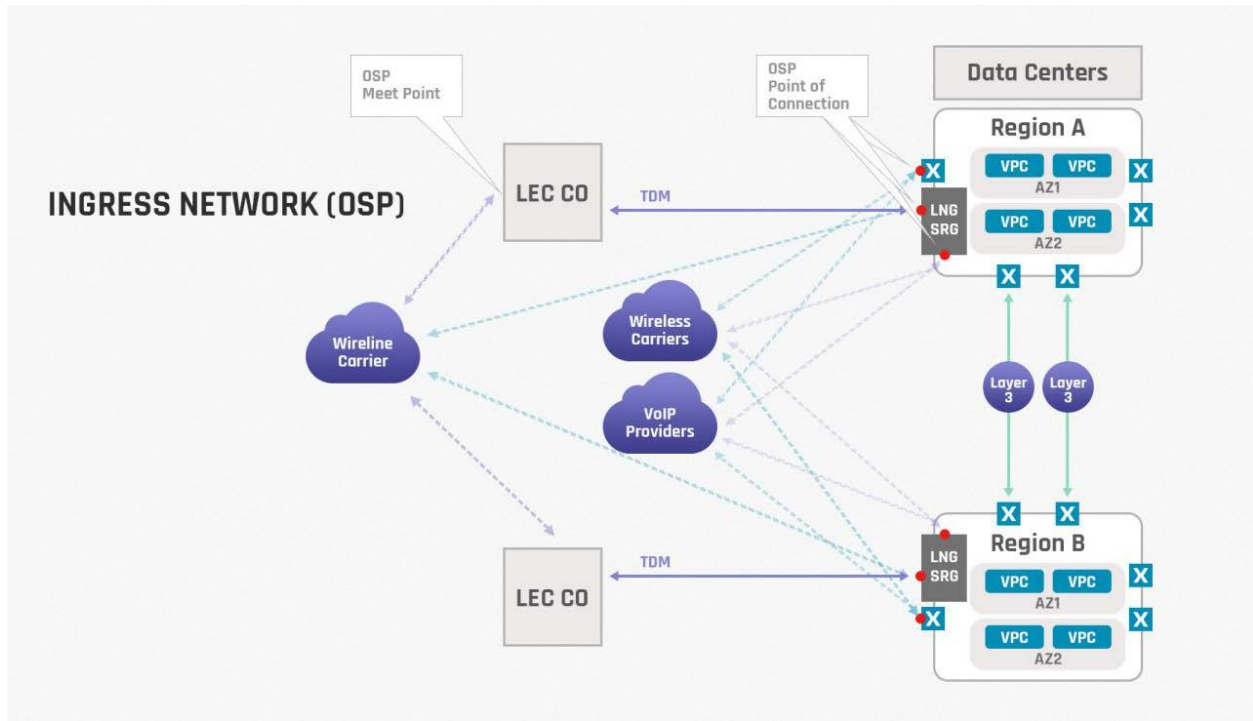 INGRESS NETWORK (OSP)
OSP
Meet Point
OSP
Point of
Connection
Data Centers
Region A
X
VPC VPC
AZ1
X
LNG
SRG
VPC VPC
AZ2
X
X X
LEC CO
TDM
Wireline
Carrier
Wireless
Carriers
VoIP
Providers
Layer
3
Layer
3
LEC CO
TDM
X X
Region B
LNG
SRG
VPC VPC
AZ1
X
X
VPC VPC
AZ2
X